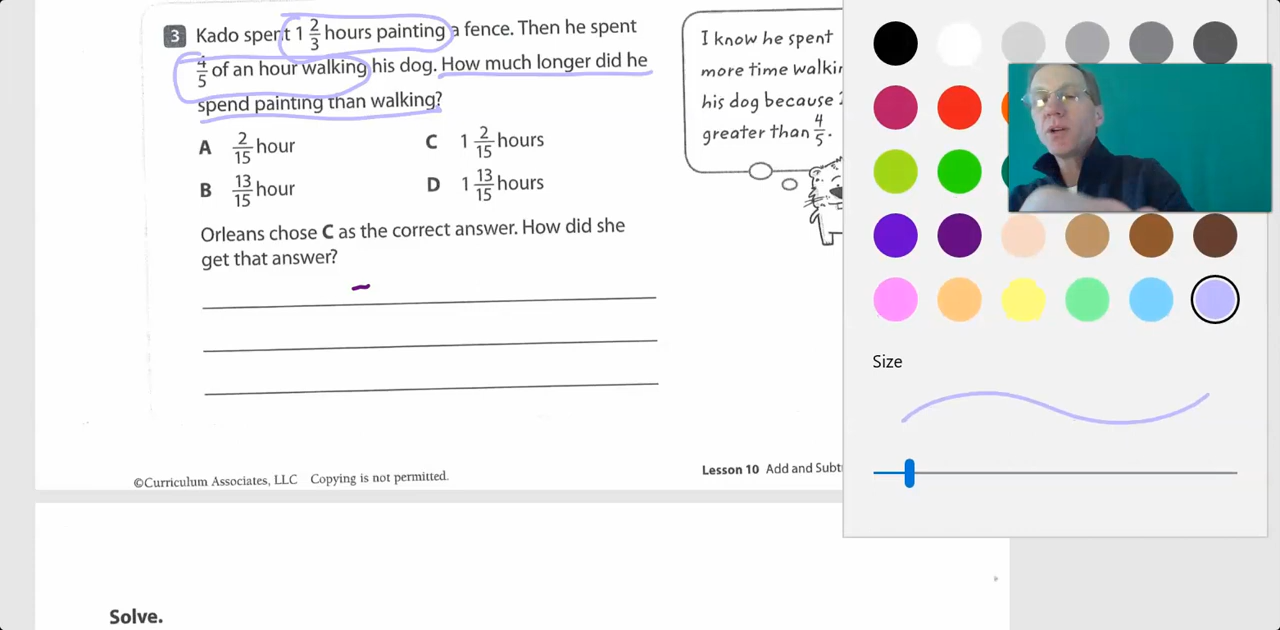 3 Kado spent 1 2/3 hours painting a fence. Then he spent
4/5 of an hour walking his dog. How much longer did he
spend painting than walking?
A 2/15 hour
B 13/15 hour
C 1 2/15 hours
D 1 13/15 hours
Orleans chose C as the correct answer. How did she
get that answer?
I know he spent
more time
his dog because
greater than 4/5.
©Curriculum Associates, LLC Copying is not permitted.
Lesson 10 Add and
Solve.
Size